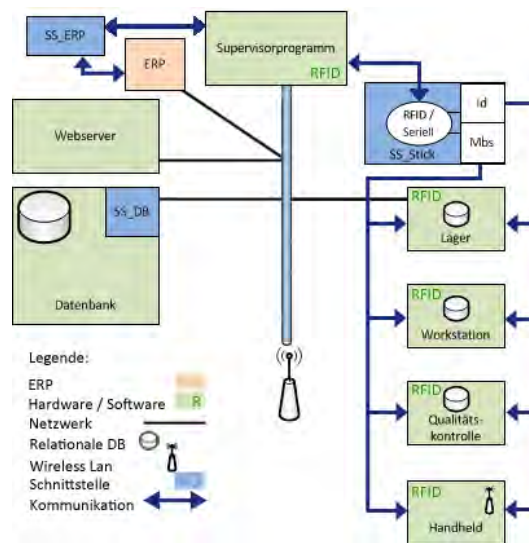 SS_ERP
ERP
Supervisorprogramm
RFID
RFID /
Seriell
SS_Stick
Id
Mbs
Webserver
SS_DB
Datenbank
RFID
Lager
RFID
Workstation
RFID
Qualitäts-
kontrolle
RFID
Handheld
Legende:
ERP
Hardware / Software R
Netzwerk
Relationale DB
Wireless Lan
Schnittstelle
Kommunikation